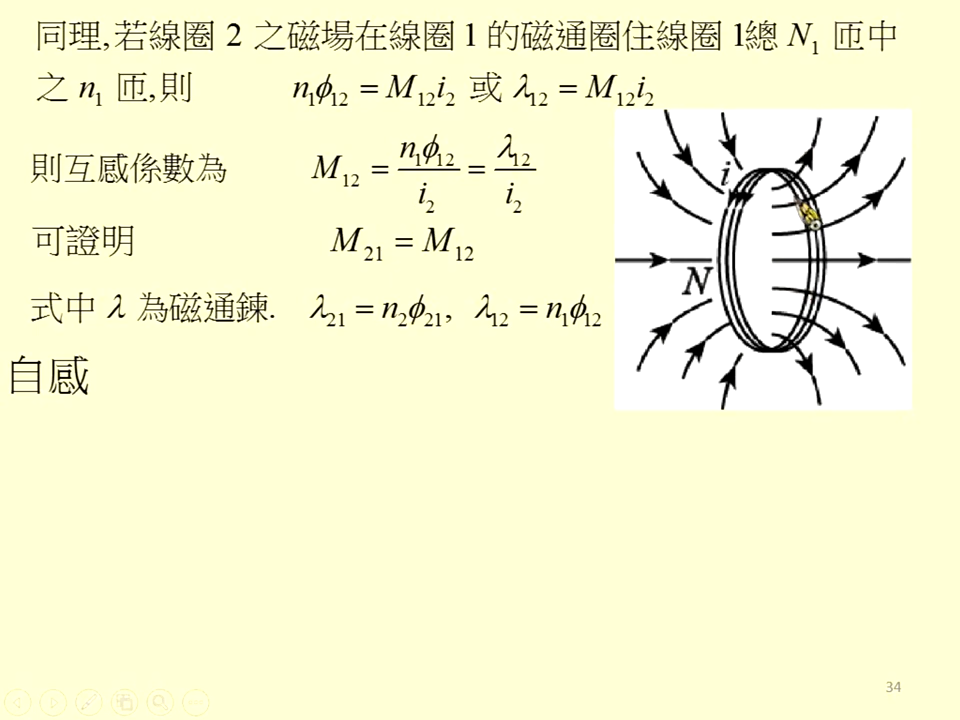 同理,若線圈 2 之磁場在線圈 1 的磁通圈住線圈 1總 N₁ 匝中
之 n₁ 匝,則 n₁ϕ₁₂ = M₁₂i₂ 或 λ₁₂ = M₁₂i₂
則互感係數為 M₁₂ = n₁ϕ₁₂/i₂ = λ₁₂/i₂
可證明 M₂₁ = M₁₂
式中 λ 為磁通鍊. λ₂₁ = n₂ϕ₂₁, λ₁₂ = n₁ϕ₁₂
自感
i
N
34